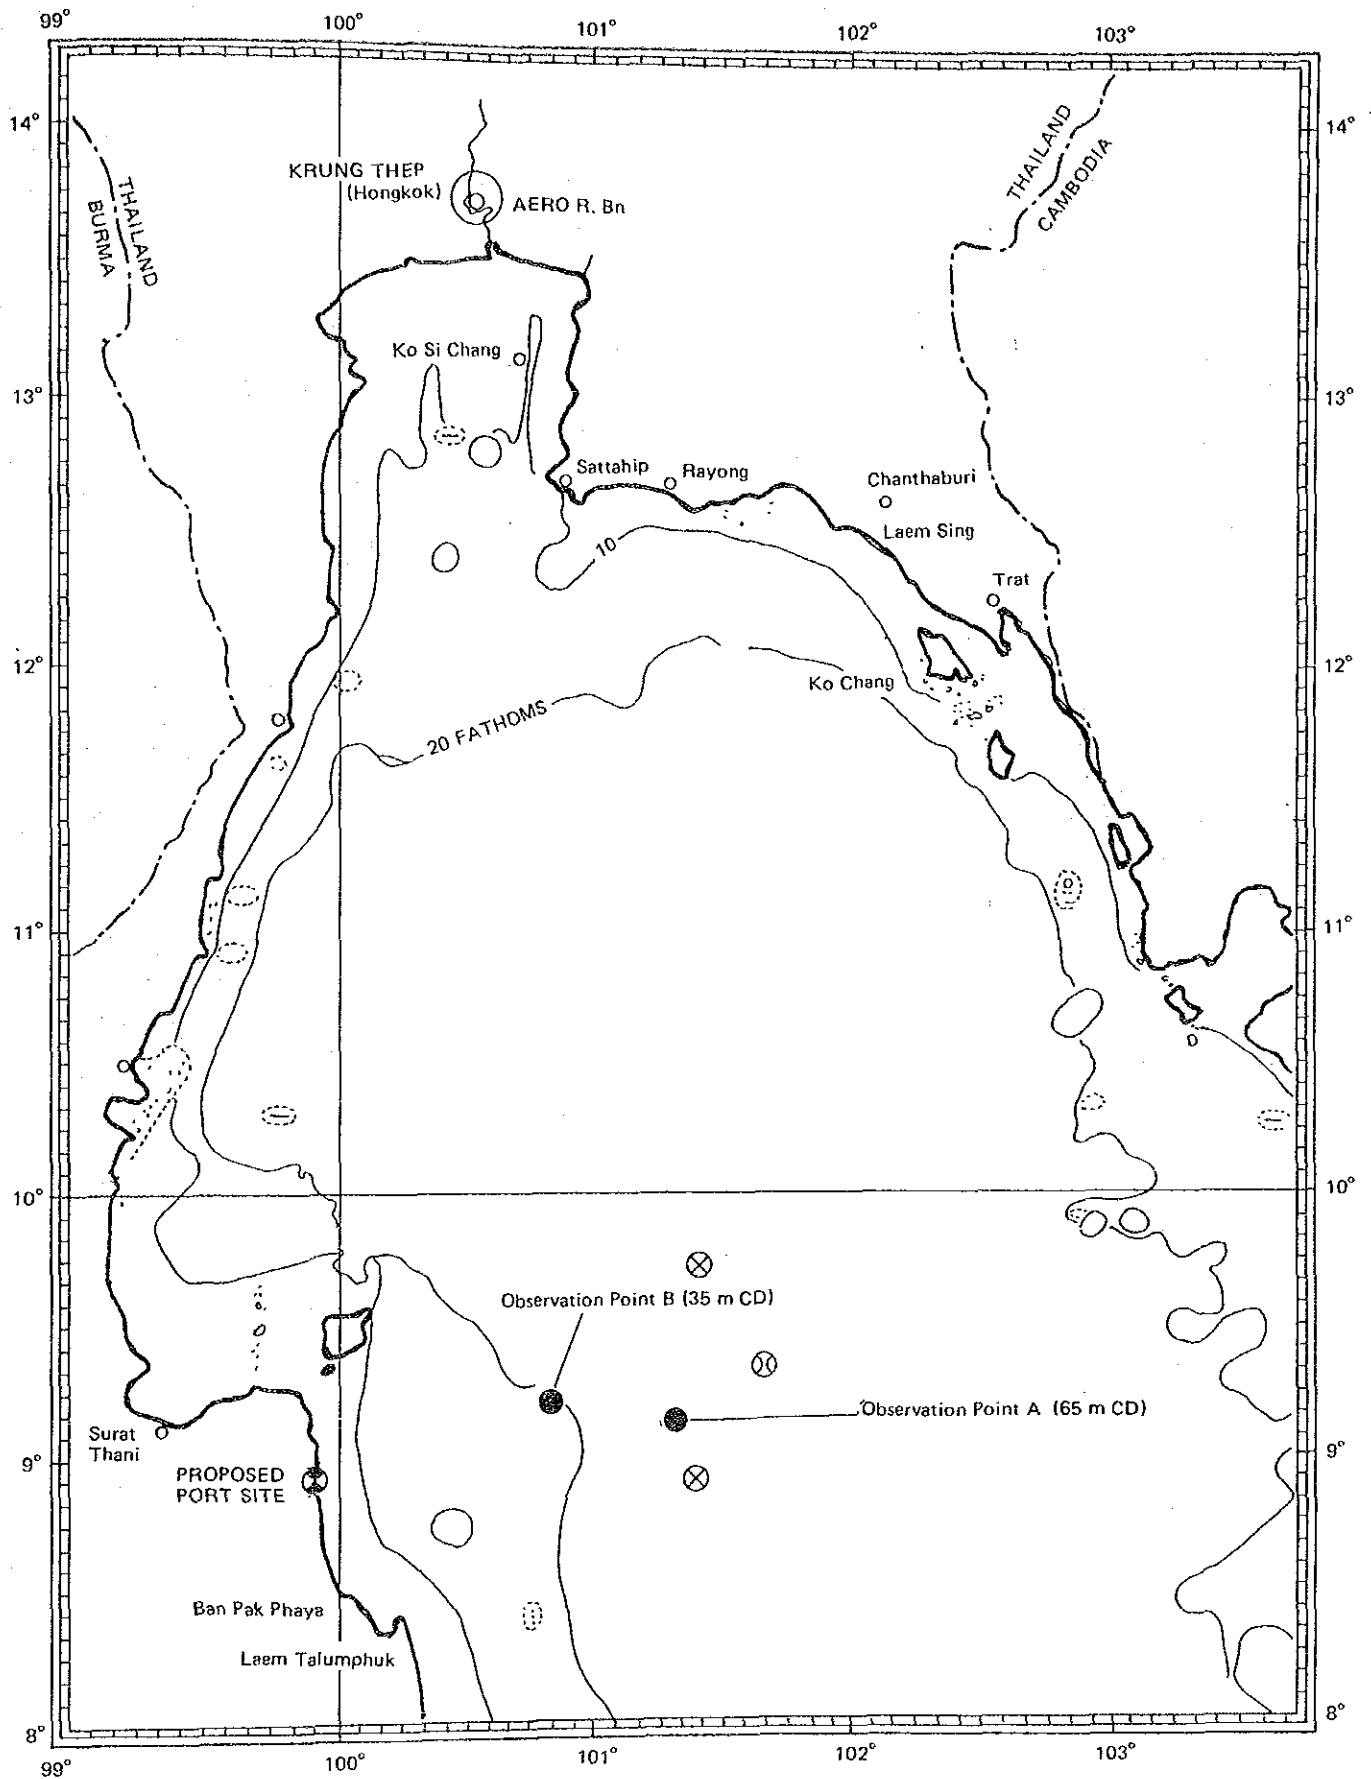 99°
100°
101°
102°
103°
14°
14°
THAILAND
BURMA
THAILAND
CAMBODIA
KRUNG THEP
(Hongkok)
AERO R. Bn
Ko Si Chang
13°
13°
Sattahip
Rayong
Chanthaburi
Laem Sing
10
Trat
12°
12°
Ko Chang
20 FATHOMS
11°
11°
10°
10°
Observation Point B (35 m CD)
Observation Point A (65 m CD)
Surat
Thani
9°
9°
PROPOSED
PORT SITE
Ban Pak Phaya
Laem Talumphuk
8°
8°
99°
100°
101°
102°
103°